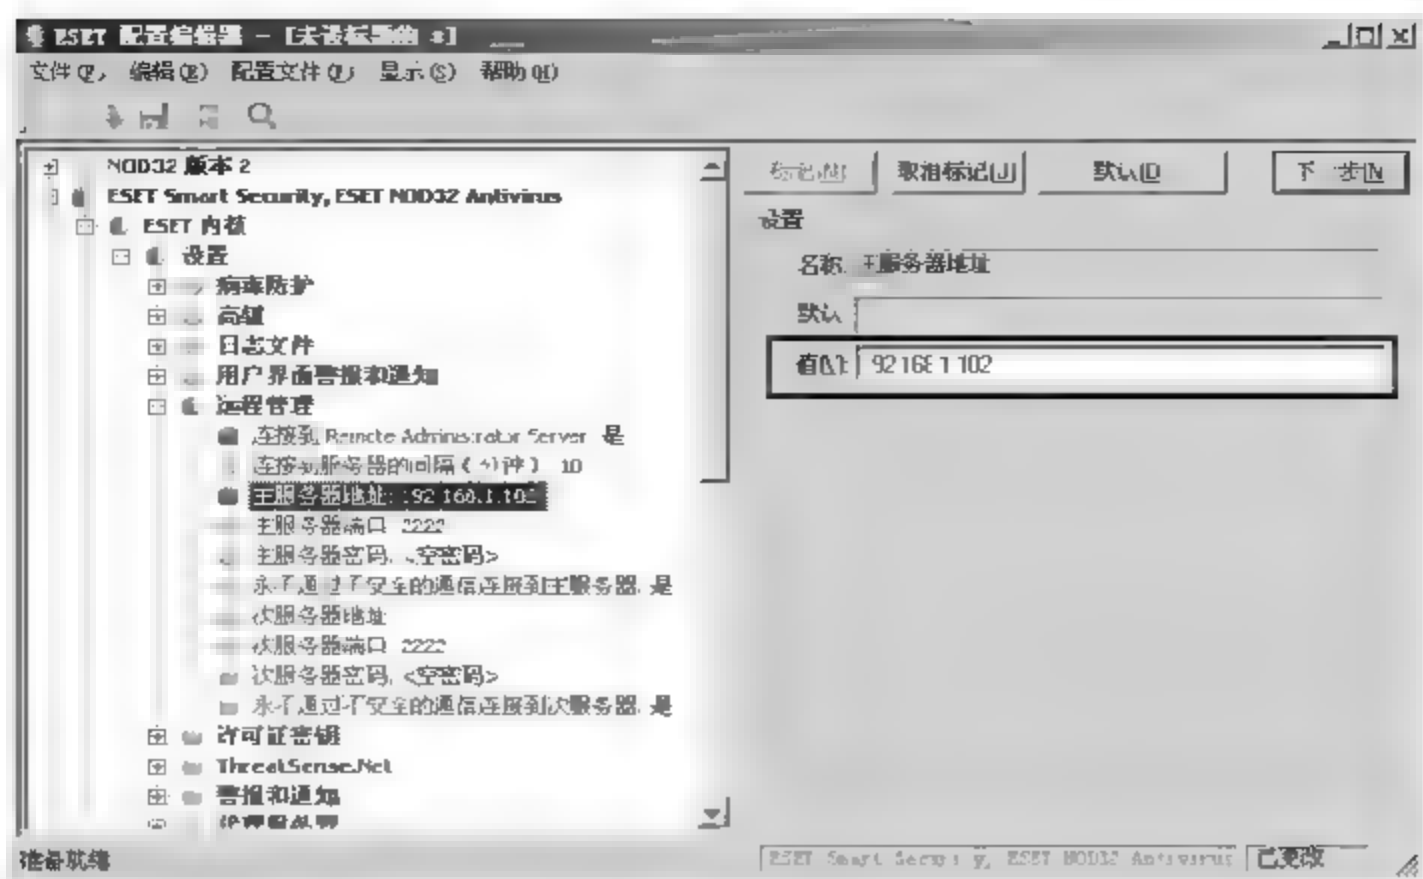 ESET 配置编辑器 - [未设标题的 *]
文件(F) 编辑(E) 配置文件(P) 显示(S) 帮助(H)
NOD32 版本 2
ESET Smart Security, ESET NOD32 Antivirus
ESET 内核
设置
病毒防护
高级
日志文件
用户界面警报和通知
远程管理
连接到 Remote Administrator Server 是
连接到服务器的间隔(分钟) 10
主服务器地址: 192.168.1.102
主服务器端口 2222
主服务器密码, <空密码>
永不通过不安全的通信连接到主服务器, 是
次服务器地址
次服务器端口 2222
次服务器密码, <空密码>
永不通过不安全的通信连接到次服务器, 是
许可证密钥
ThreatSense.Net
警报和通知
标记(M) 取消标记(U) 默认(D 下一步(N
设置
名称 主服务器地址
默认
值(V): 192.168.1.102
准备就绪
ESET Smart Security, ESET NOD32 Antivirus 已更改